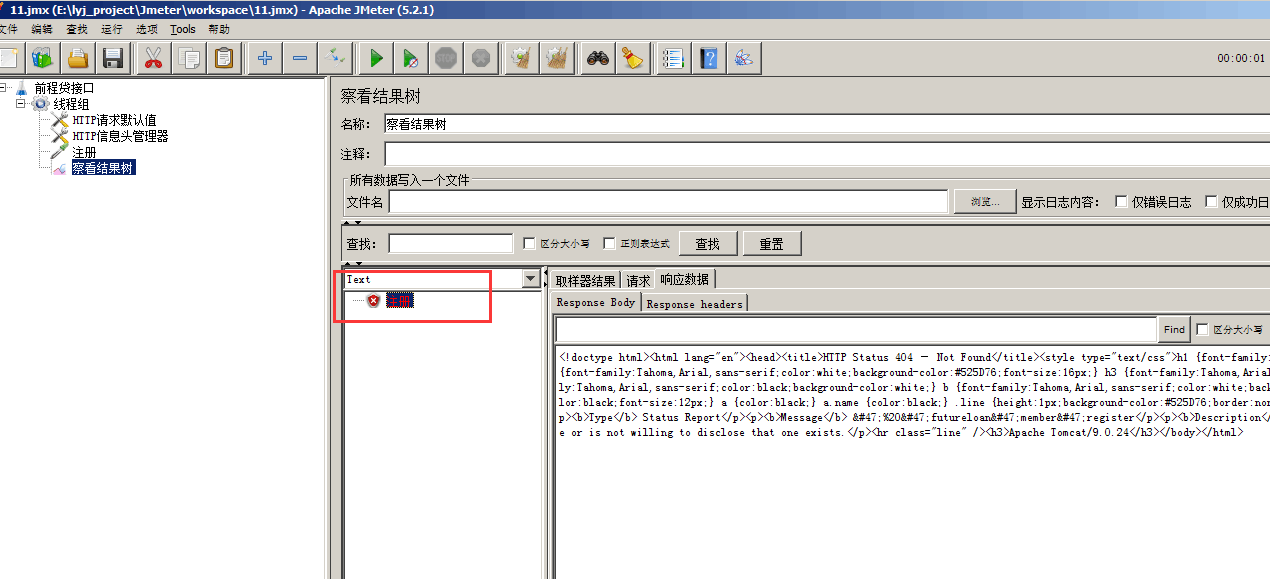 11.jmx (E:\lyj_project\Jmeter\workspace\11.jmx) - Apache JMeter (5.2.1)
文件 编辑 查找 运行 选项 Tools 帮助
STOP
00:00:01
前程贷接口
线程组
HTTP请求默认值
HTTP信息头管理器
注册
察看结果树
察看结果树
名称: 察看结果树
注释:
所有数据写入一个文件
文件名 浏览... 显示日志内容: 仅错误日志 仅成功日
查找: 区分大小写 正则表达式 查找 重置
Text
注册
取样器结果 请求 响应数据
Response Body Response headers
Find 区分大小写
<!doctype html><html lang="en"><head><title>HTTP Status 404 – Not Found</title><style type="text/css">h1 {font-family:
{font-family:Tahoma,Arial,sans-serif;color:white;background-color:#525D76;font-size:16px;} h3 {font-family:Tahoma,Ar
ly:Tahoma,Arial,sans-serif;color:black;background-color:white;} b {font-family:Tahoma,Arial,sans-serif;color:white;bac
lor:black;font-size:12px;} a {color:black;} a.name {color:black;} .line {height:1px;background-color:#525D76;border:no
p><b>Type</b> Status Report</p><p><b>Message</b> &#47;%20&#47;futureloan&#47;member&#47;register</p><p><b>Description</
e or is not willing to disclose that one exists.</p><hr class="line" /><h3>Apache Tomcat/9.0.24</h3></body></html>